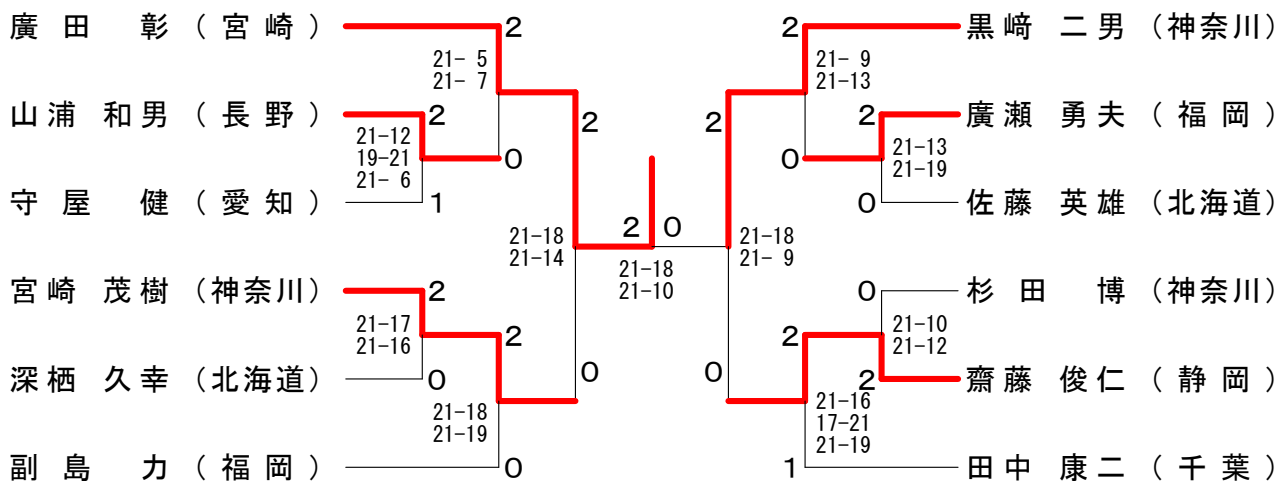 廣田 彰 (宮崎) 2 2 黒﨑 二男 (神奈川)
21- 5 21- 9
21- 7 21-13
山浦 和男 (長野) 2 2 2 2 廣瀬 勇夫 (福岡)
21-12 21-13
19-21 0 0 21-19
21- 6
守屋 健 (愛知) 1 0 佐藤 英雄 (北海道)
21-18 2 0 21-18
21-14 21- 9
21-18
21-10
宮崎 茂樹 (神奈川) 2 0 杉田 博 (神奈川)
21-17 2 2 21-10
21-16 21-12
深栖 久幸 (北海道) 0 0 0 2 齋藤 俊仁 (静岡)
21-18 21-16
21-19 17-21
21-19
副島 力 (福岡) 0 1 田中 康二 (千葉)